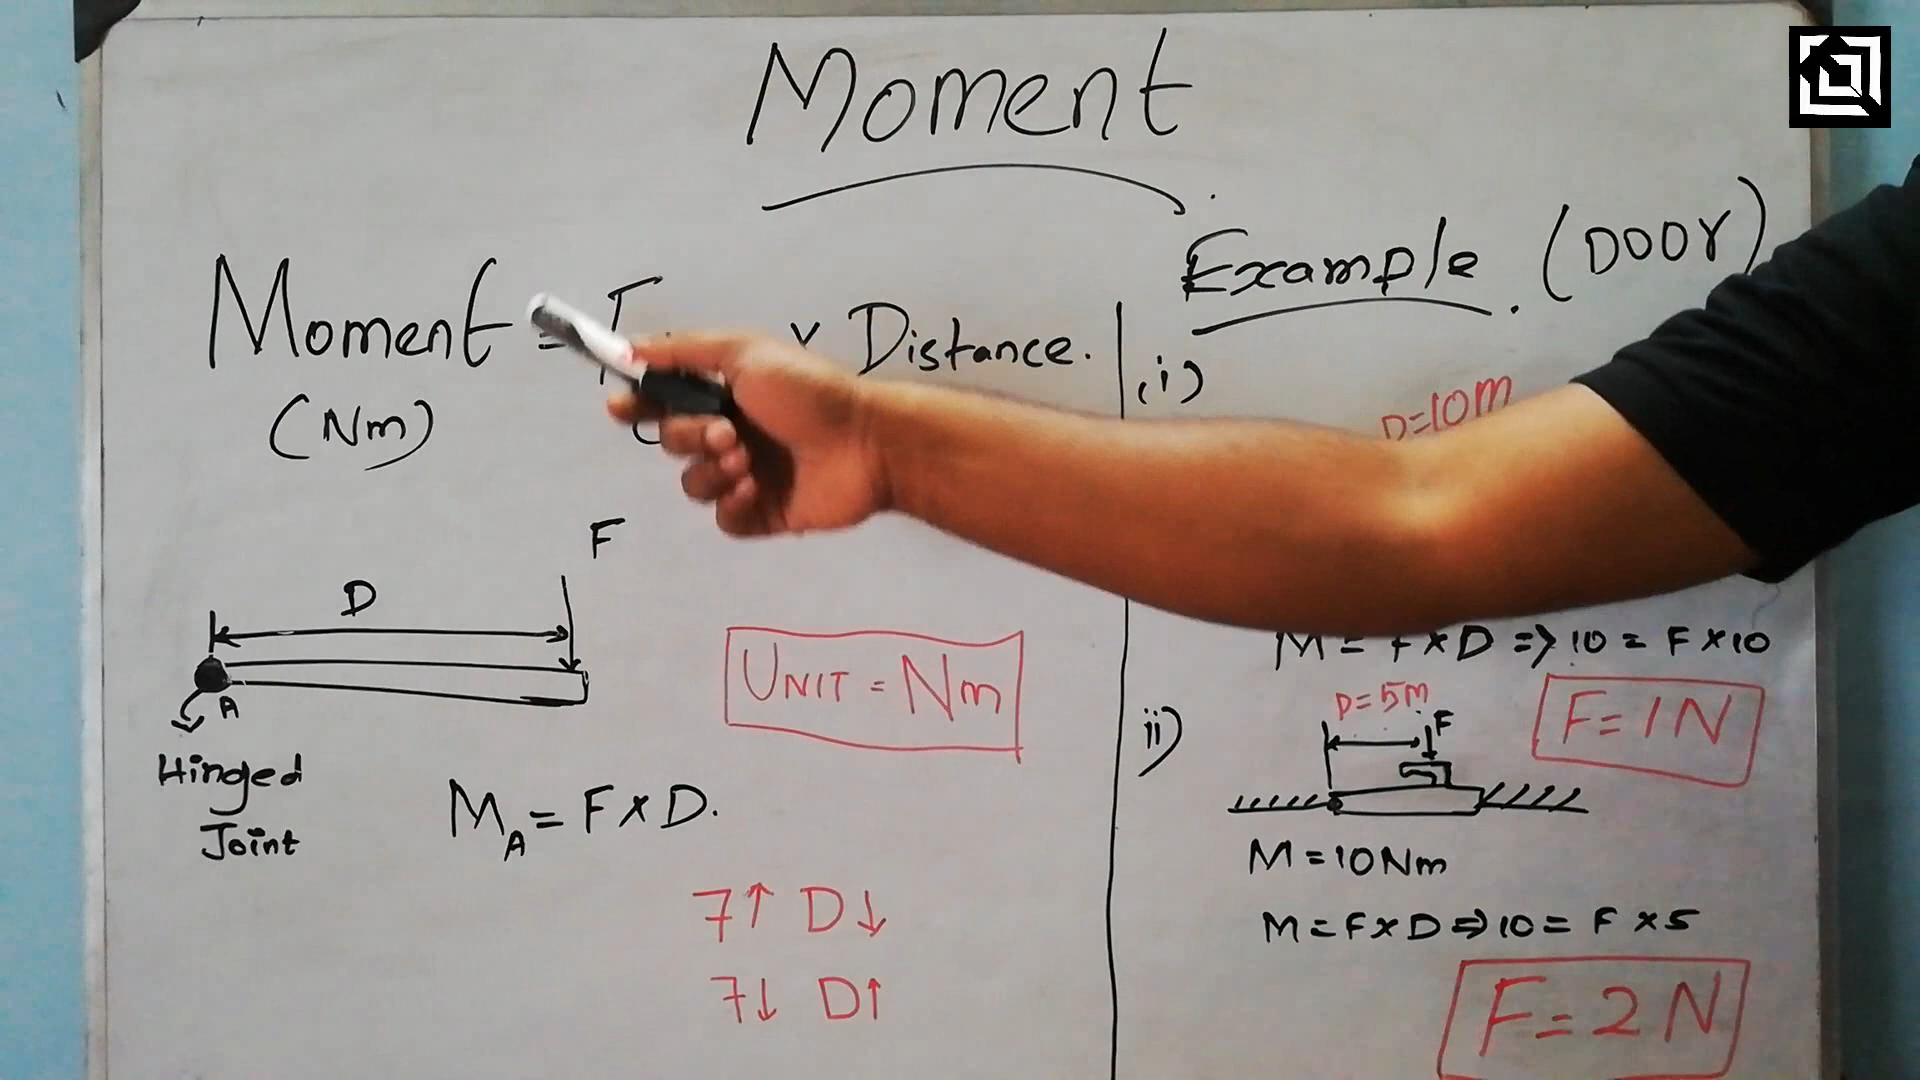 Moment
Moment = × Distance.
(Nm)
F
D
A
Hinged
Joint
UNIT = Nm
M_A = F × D.
F↑ D↓
F↓ D↑
Example. (Door)
(i)
D=10m
M = F × D => 10 = F × 10
F = 1N
ii)
D=5m
F
M = 10Nm
M = F × D => 10 = F × 5
F = 2N